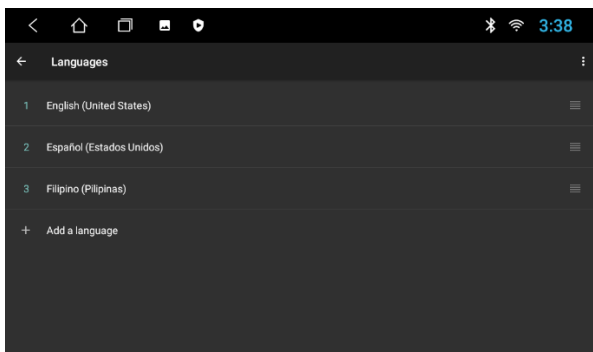 3:38
Languages
1 English (United States)
2 Español (Estados Unidos)
3 Filipino (Pilipinas)
+ Add a language